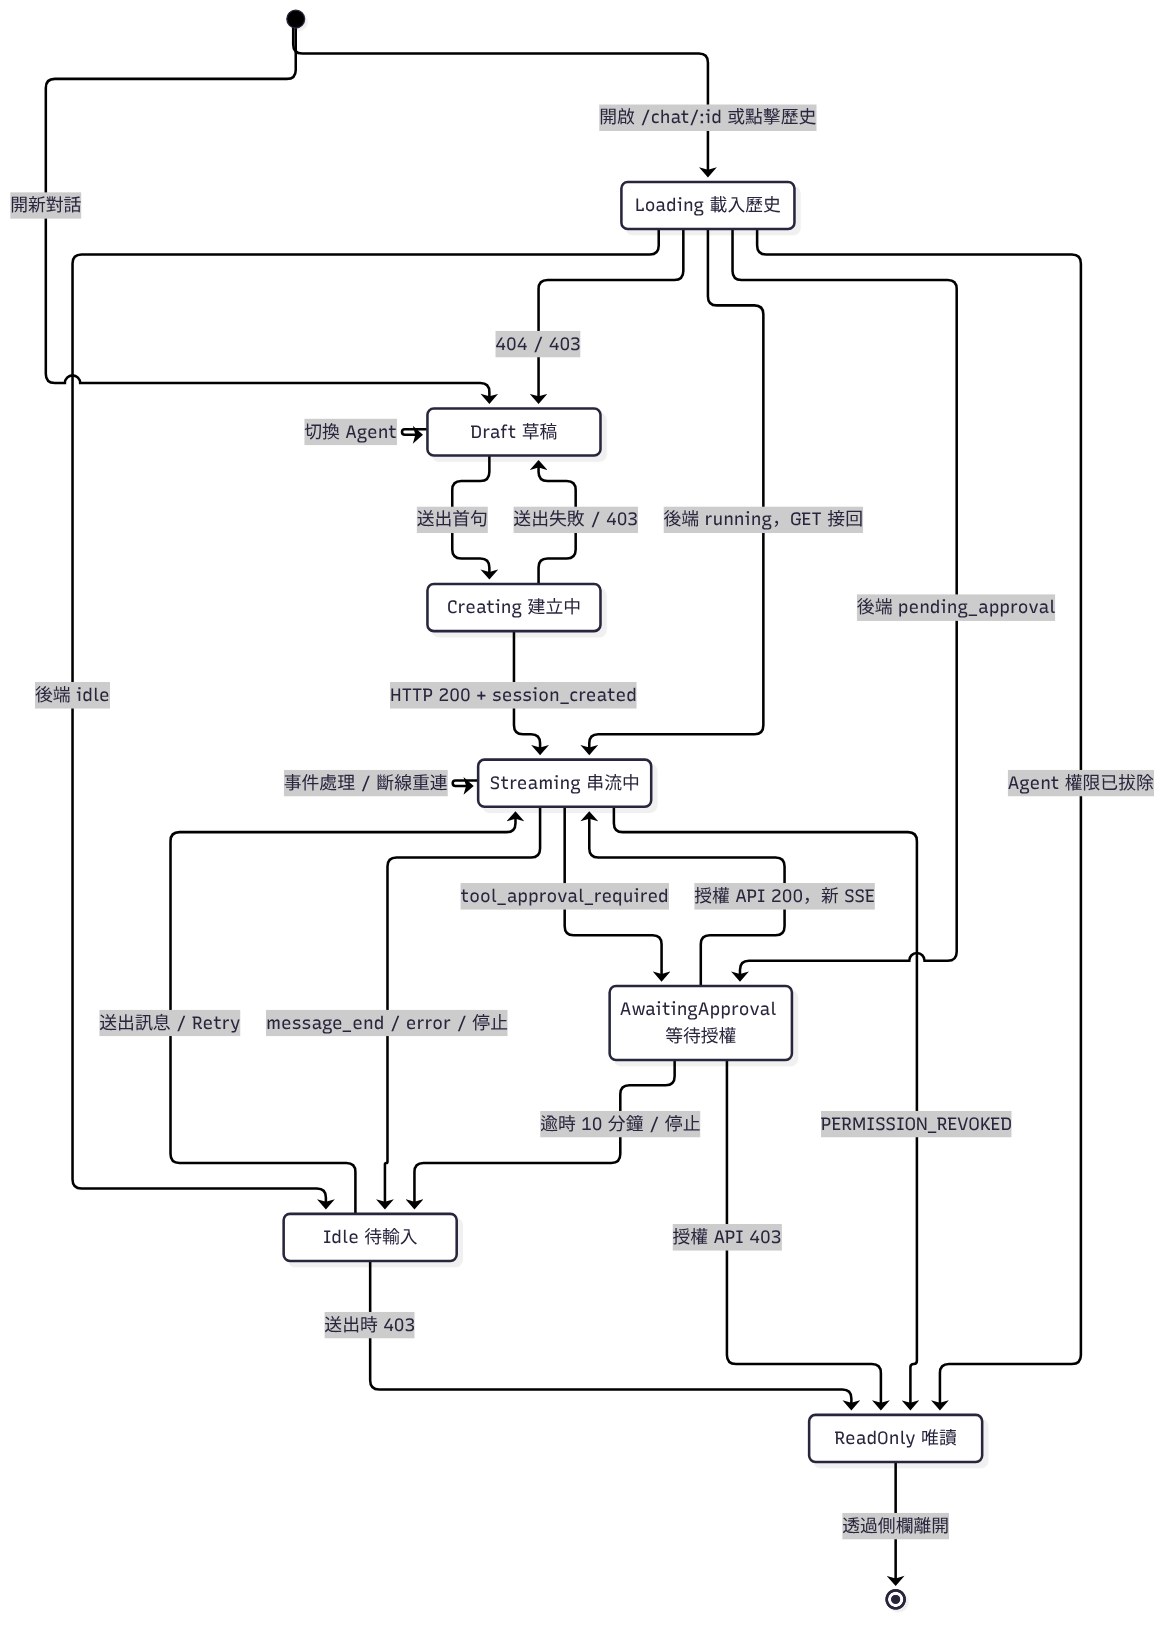 開啟 /chat/:id 或點擊歷史
開新對話
Loading 載入歷史
404 / 403
切換 Agent
Draft 草稿
送出首句
送出失敗 / 403
後端 running，GET 接回
Creating 建立中
後端 pending_approval
後端 idle
HTTP 200 + session_created
事件處理 / 斷線重連
Streaming 串流中
Agent 權限已拔除
tool_approval_required
授權 API 200，新 SSE
送出訊息 / Retry
message_end / error / 停止
AwaitingApproval
等待授權
逾時 10 分鐘 / 停止
PERMISSION_REVOKED
Idle 待輸入
授權 API 403
送出時 403
ReadOnly 唯讀
透過側欄離開